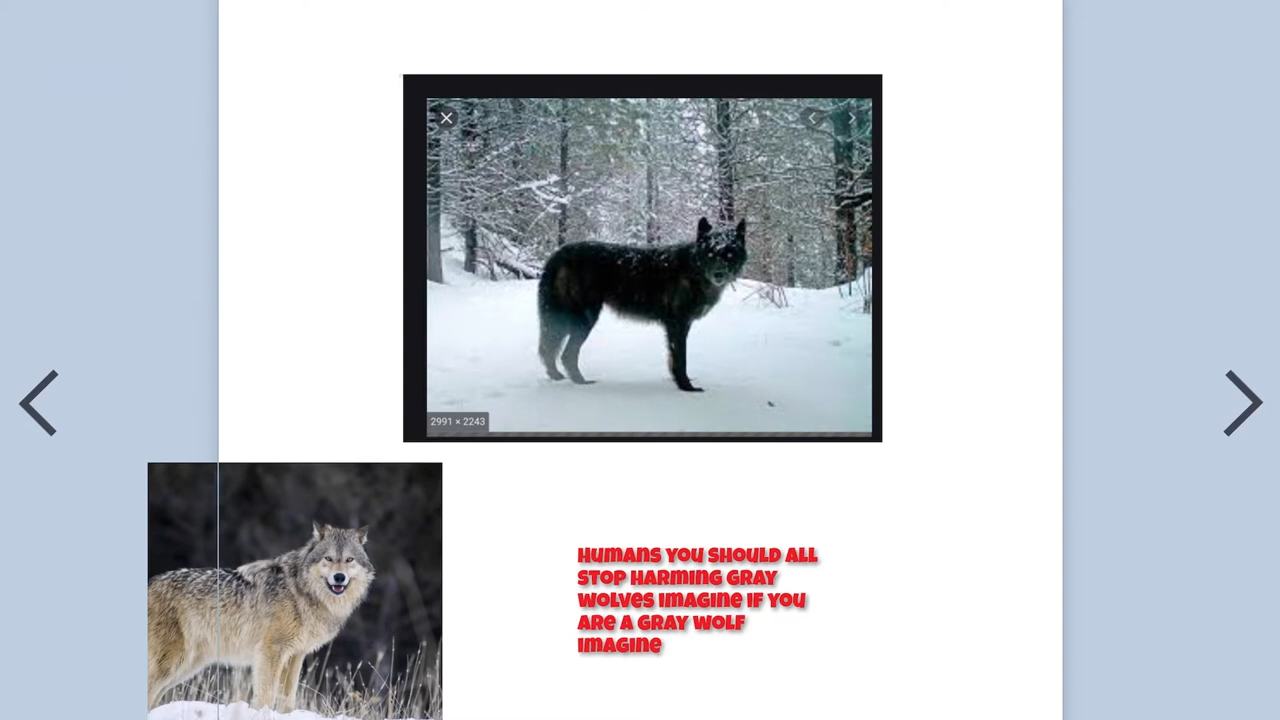 2991 × 2243
Humans you should all
stop harming gray
wolves imagine if you
are a gray wolf
imagine